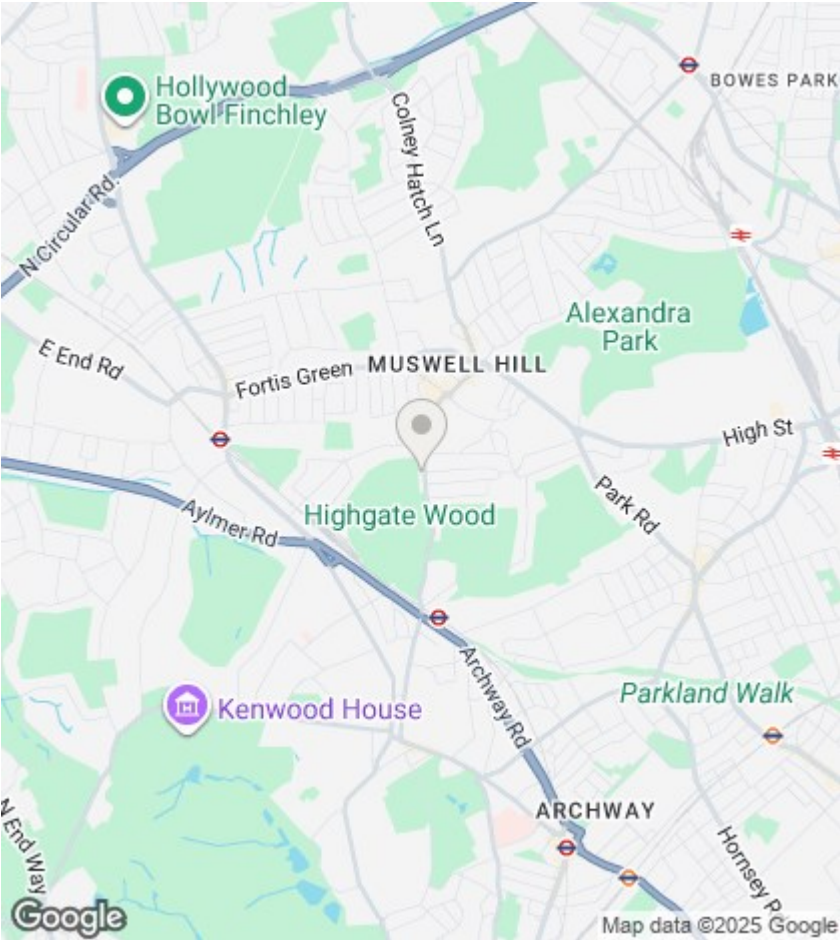 Hollywood
Bowl Finchley
BOWES PARK
Colney Hatch Ln
N Circular Rd.
Alexandra
Park
E End Rd
Fortis Green
MUSWELL HILL
High St
Highgate Wood
Park Rd
Aylmer Rd
Archway Rd
Parkland Walk
Kenwood House
ARCHWAY
N End Way
Hornsey R
Google
Map data ©2025 Google